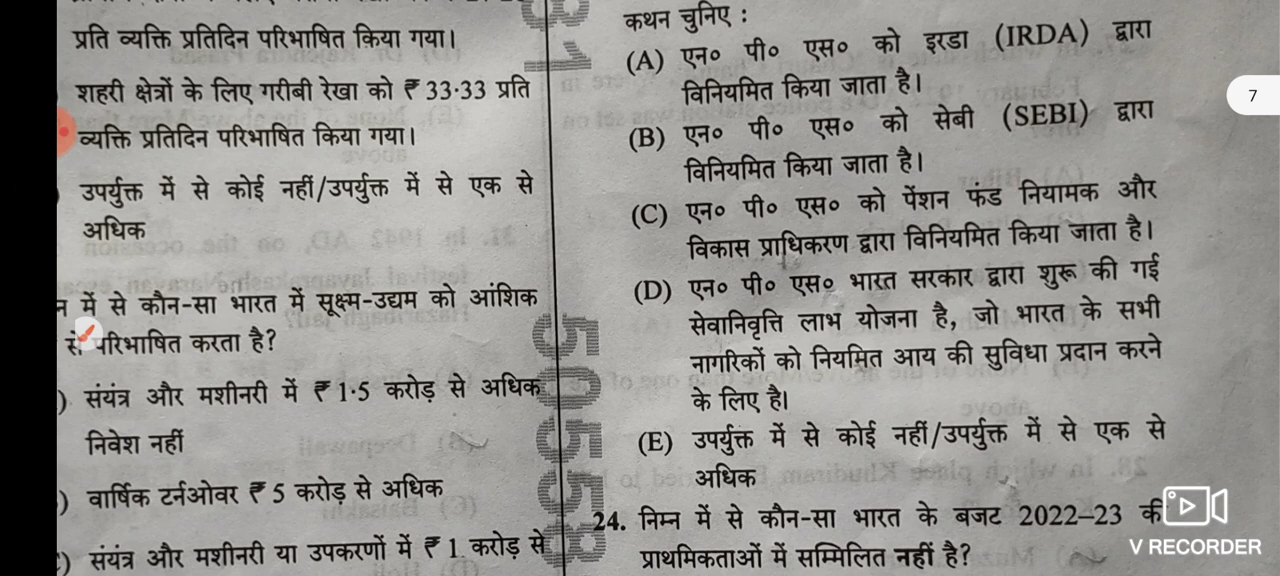 प्रति व्यक्ति प्रतिदिन परिभाषित किया गया।
शहरी क्षेत्रों के लिए गरीबी रेखा को ₹ 33·33 प्रति
व्यक्ति प्रतिदिन परिभाषित किया गया।
उपर्युक्त में से कोई नहीं/उपर्युक्त में से एक से
अधिक
में से कौन-सा भारत में सूक्ष्म-उद्यम को आंशिक
से परिभाषित करता है?
) संयंत्र और मशीनरी में ₹ 1·5 करोड़ से अधिक
निवेश नहीं
) वार्षिक टर्नओवर ₹ 5 करोड़ से अधिक
) संयंत्र और मशीनरी या उपकरणों में ₹ 1 करोड़ से
कथन चुनिए :
(A) एन० पी० एस० को इरडा (IRDA) द्वारा
विनियमित किया जाता है।
(B) एन० पी० एस० को सेबी (SEBI) द्वारा
विनियमित किया जाता है।
(C) एन० पी० एस० को पेंशन फंड नियामक और
विकास प्राधिकरण द्वारा विनियमित किया जाता है।
(D) एन० पी० एस० भारत सरकार द्वारा शुरू की गई
सेवानिवृत्ति लाभ योजना है, जो भारत के सभी
नागरिकों को नियमित आय की सुविधा प्रदान करने
के लिए है।
(E) उपर्युक्त में से कोई नहीं/उपर्युक्त में से एक से
अधिक
24. निम्न में से कौन-सा भारत के बजट 2022–23 की
प्राथमिकताओं में सम्मिलित नहीं है?
7
V RECORDER